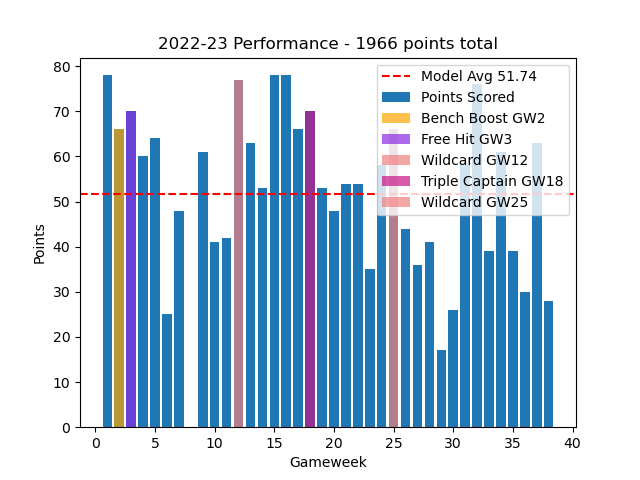 2022-23 Performance - 1966 points total
Model Avg 51.74
Points Scored
Bench Boost GW2
Free Hit GW3
Wildcard GW12
Triple Captain GW18
Wildcard GW25
80
70
60
50
40
30
20
10
0
Points
0 5 10 15 20 25 30 35 40
Gameweek